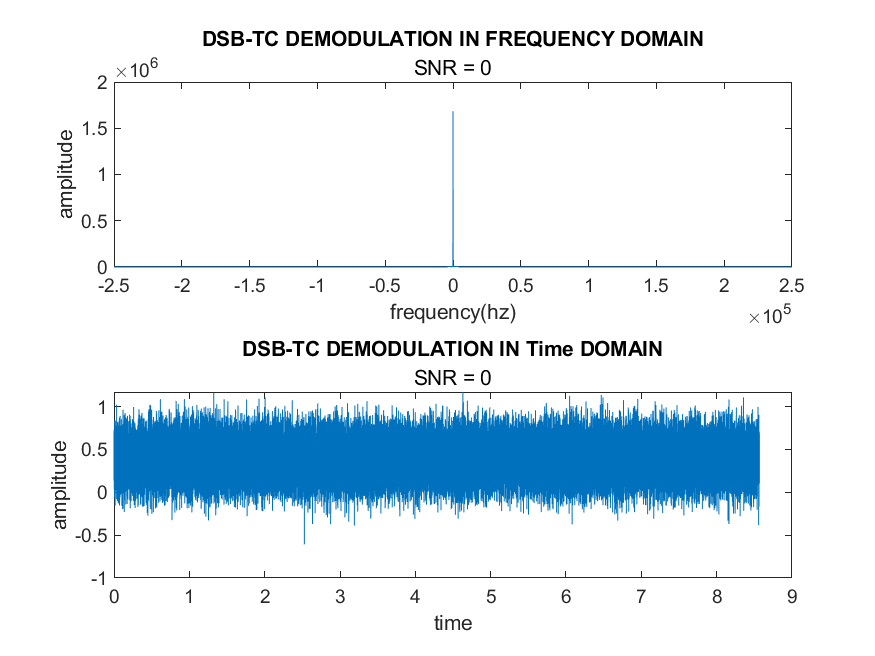 DSB-TC DEMODULATION IN FREQUENCY DOMAIN
SNR = 0
×10^6
2
1.5
1
0.5
0
amplitude
-2.5 -2 -1.5 -1 -0.5 0 0.5 1 1.5 2 2.5
frequency(hz)
×10^5
DSB-TC DEMODULATION IN Time DOMAIN
SNR = 0
1
0.5
0
-0.5
-1
amplitude
0 1 2 3 4 5 6 7 8 9
time